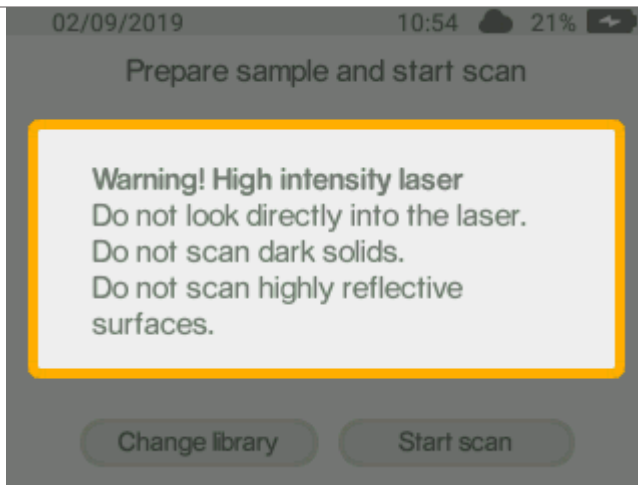 02/09/2019 10:54 21%
Prepare sample and start scan
Warning! High intensity laser
Do not look directly into the laser.
Do not scan dark solids.
Do not scan highly reflective
surfaces.
Change library Start scan